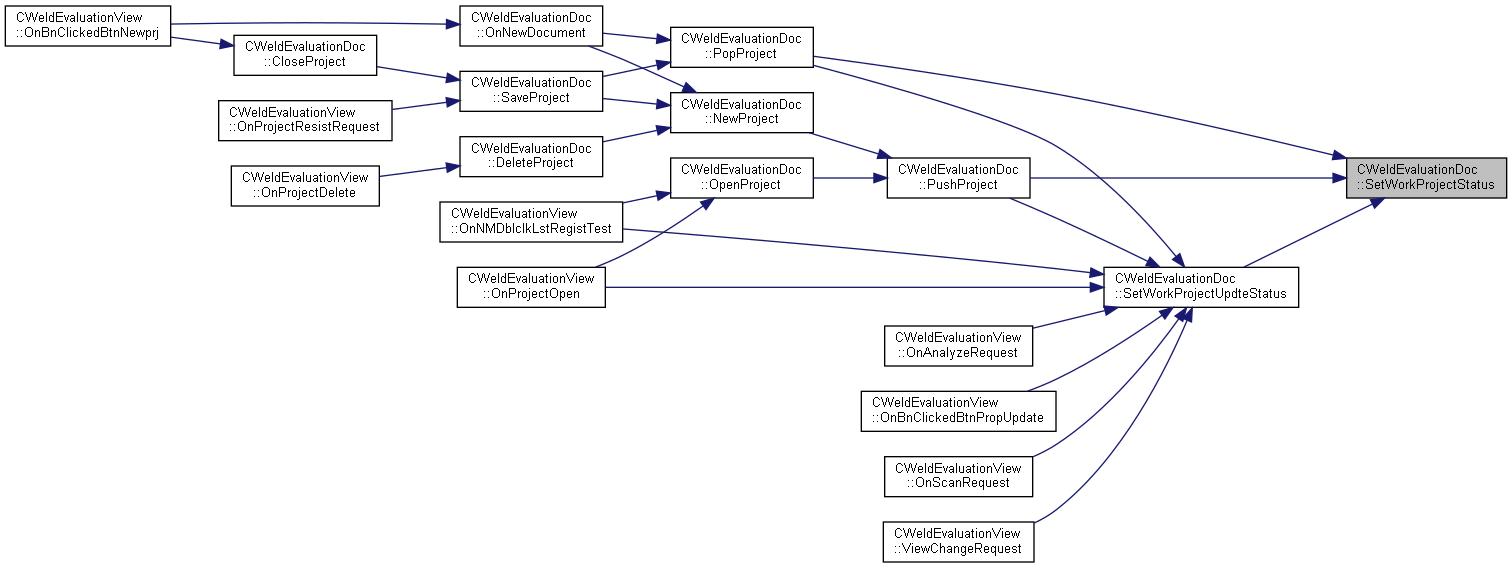 CWeldEvaluationView
::OnBnClickedBtnNewprj
CWeldEvaluationDoc
::CloseProject
CWeldEvaluationView
::OnProjectResistRequest
CWeldEvaluationView
::OnProjectDelete
CWeldEvaluationDoc
::OnNewDocument
CWeldEvaluationDoc
::SaveProject
CWeldEvaluationDoc
::DeleteProject
CWeldEvaluationView
::OnNMDblclkLstRegistTest
CWeldEvaluationView
::OnProjectOpen
CWeldEvaluationDoc
::PopProject
CWeldEvaluationDoc
::NewProject
CWeldEvaluationDoc
::OpenProject
CWeldEvaluationDoc
::PushProject
CWeldEvaluationDoc
::SetWorkProjectStatus
CWeldEvaluationDoc
::SetWorkProjectUpdteStatus
CWeldEvaluationView
::OnAnalyzeRequest
CWeldEvaluationView
::OnBnClickedBtnPropUpdate
CWeldEvaluationView
::OnScanRequest
CWeldEvaluationView
::ViewChangeRequest